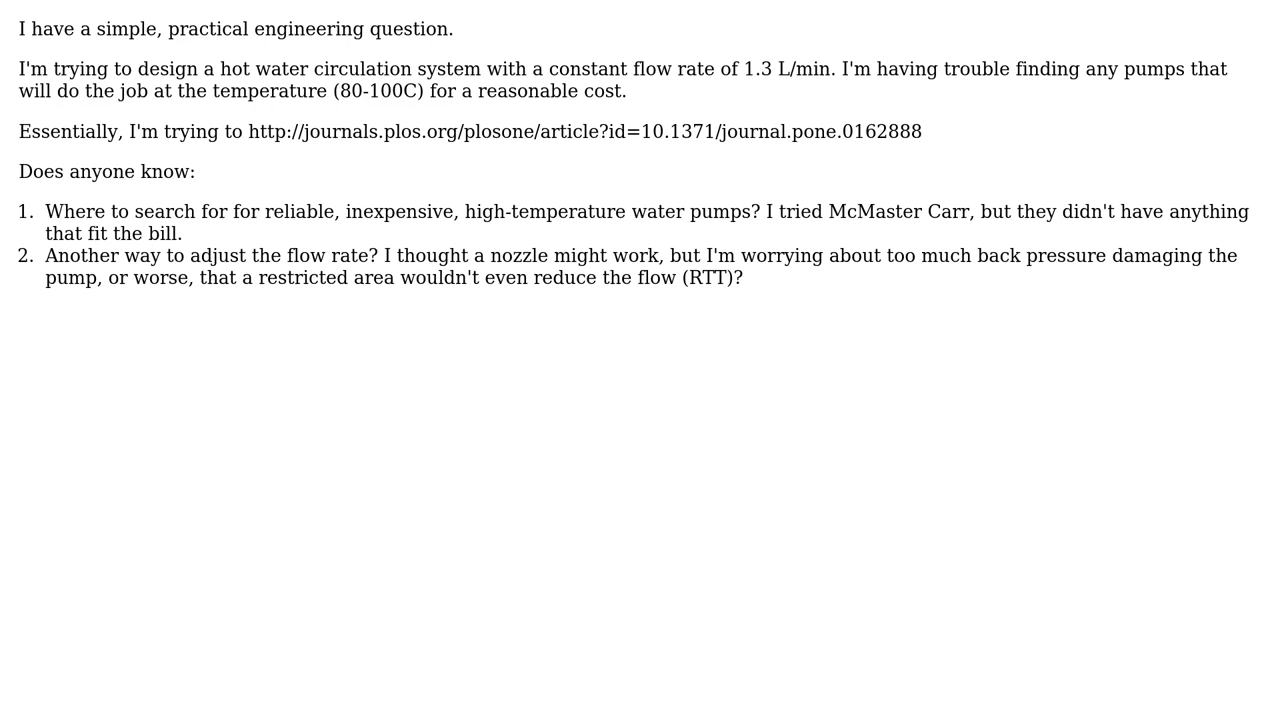 I have a simple, practical engineering question.
I'm trying to design a hot water circulation system with a constant flow rate of 1.3 L/min. I'm having trouble finding any pumps that
will do the job at the temperature (80-100C) for a reasonable cost.
Essentially, I'm trying to http://journals.plos.org/plosone/article?id=10.1371/journal.pone.0162888
Does anyone know:
1. Where to search for for reliable, inexpensive, high-temperature water pumps? I tried McMaster Carr, but they didn't have anything
that fit the bill.
2. Another way to adjust the flow rate? I thought a nozzle might work, but I'm worrying about too much back pressure damaging the
pump, or worse, that a restricted area wouldn't even reduce the flow (RTT)?